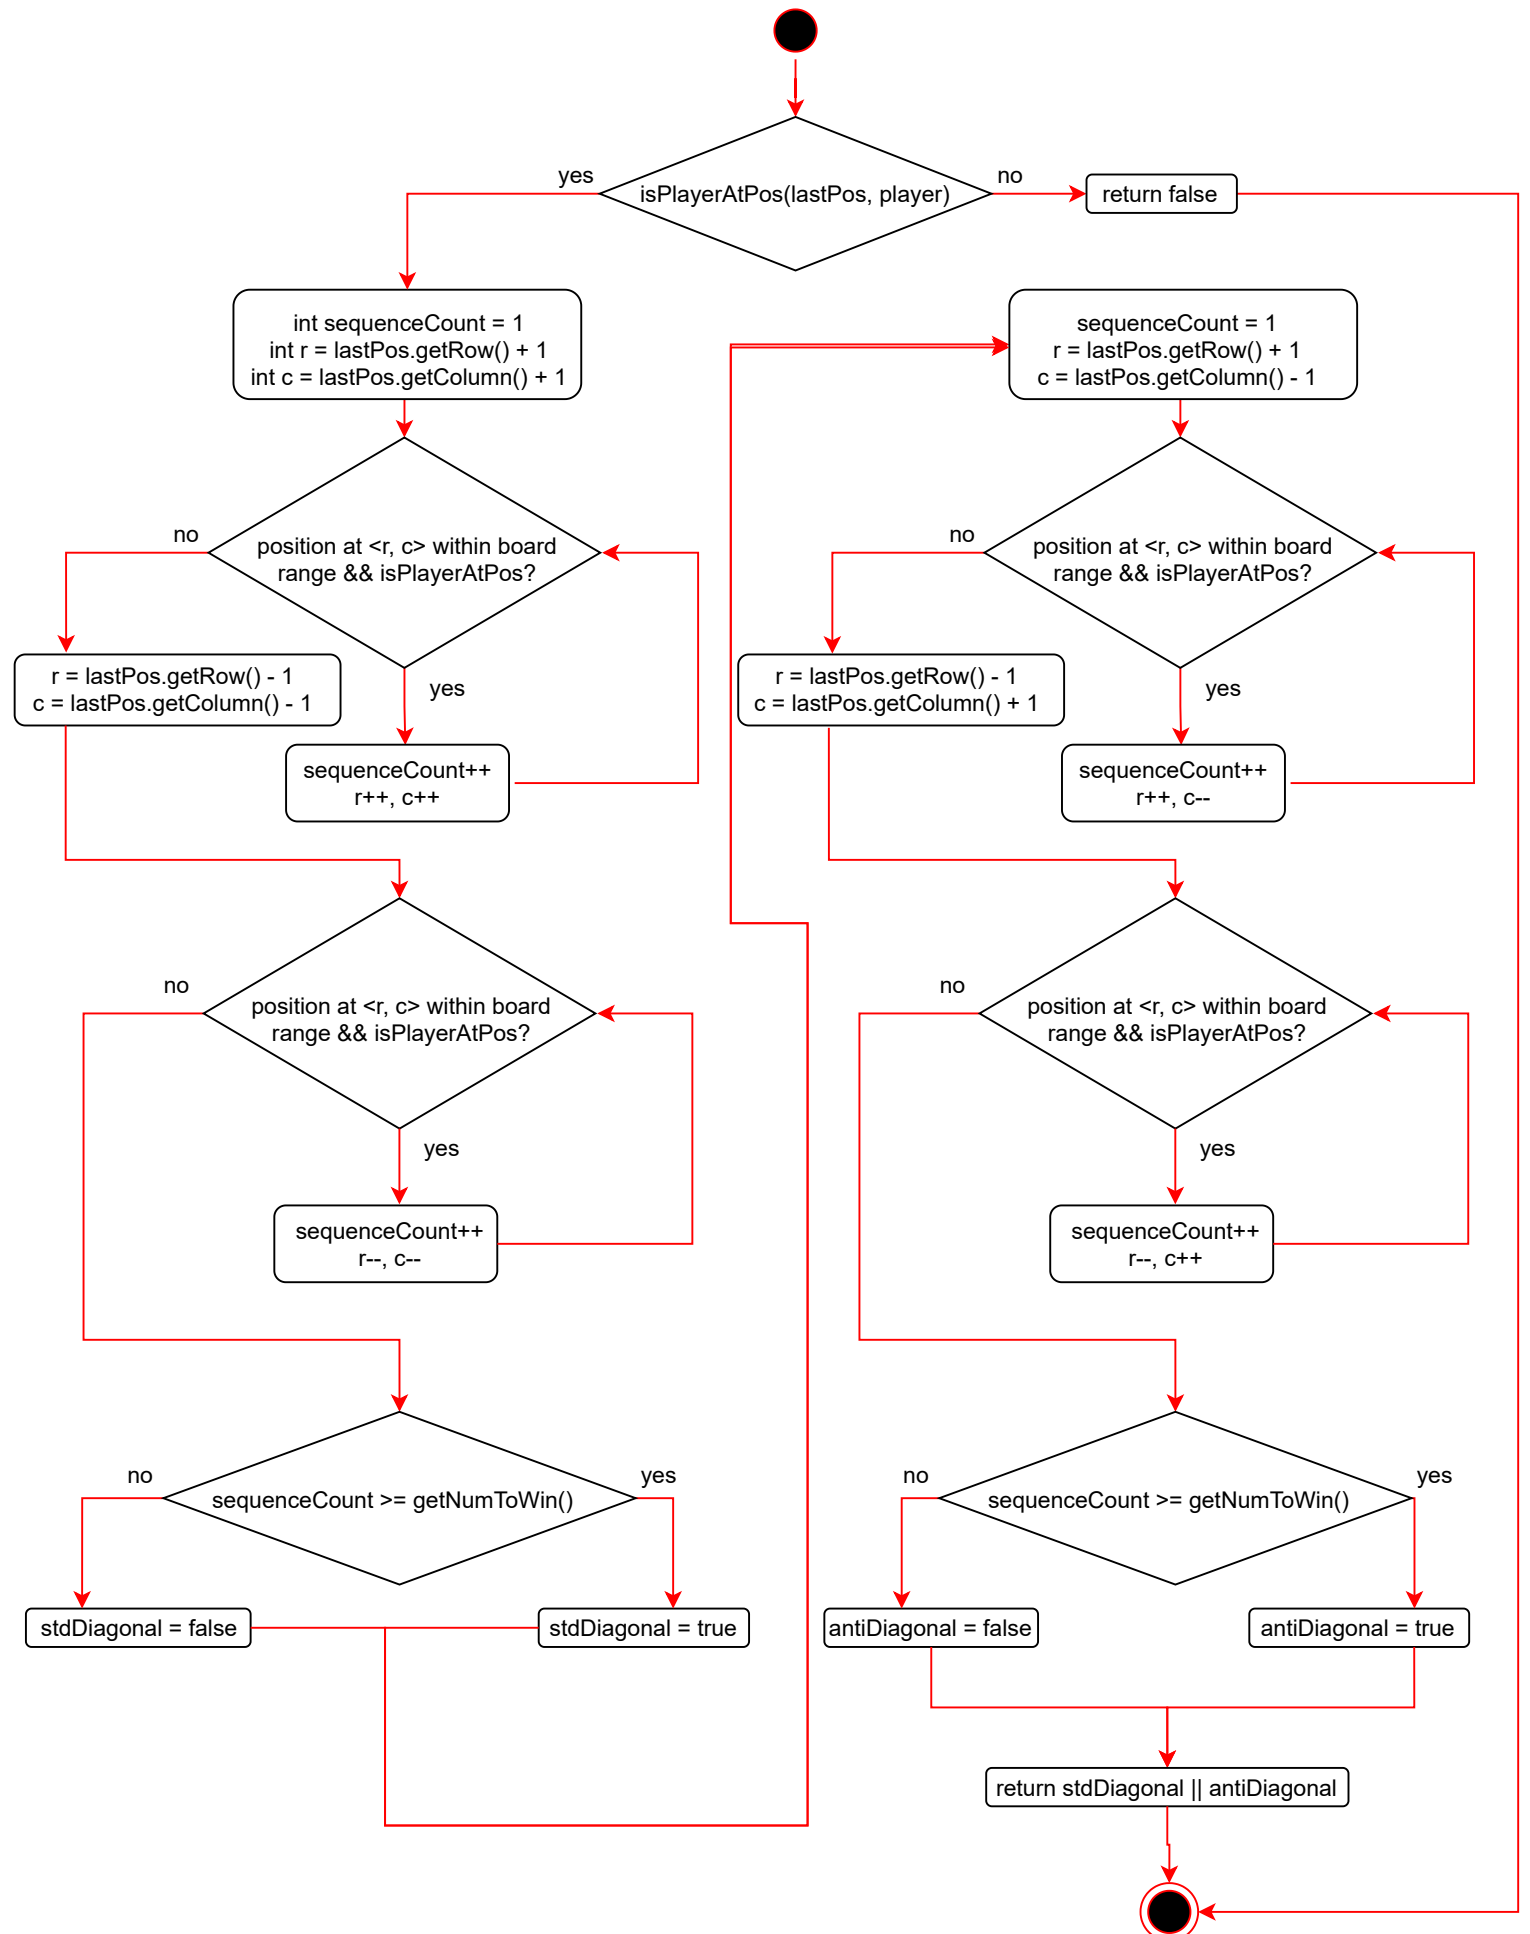 yes
isPlayerAtPos(lastPos, player)
no
return false
int sequenceCount = 1
int r = lastPos.getRow() + 1
int c = lastPos.getColumn() + 1
no
position at <r, c> within board
range && isPlayerAtPos?
r = lastPos.getRow() - 1
c = lastPos.getColumn() - 1
yes
sequenceCount++
r++, c++
no
position at <r, c> within board
range && isPlayerAtPos?
yes
sequenceCount++
r--, c--
no
sequenceCount >= getNumToWin()
yes
stdDiagonal = false
stdDiagonal = true
sequenceCount = 1
r = lastPos.getRow() + 1
c = lastPos.getColumn() - 1
no
position at <r, c> within board
range && isPlayerAtPos?
r = lastPos.getRow() - 1
c = lastPos.getColumn() + 1
yes
sequenceCount++
r++, c--
no
position at <r, c> within board
range && isPlayerAtPos?
yes
sequenceCount++
r--, c++
no
sequenceCount >= getNumToWin()
yes
antiDiagonal = false
antiDiagonal = true
return stdDiagonal || antiDiagonal